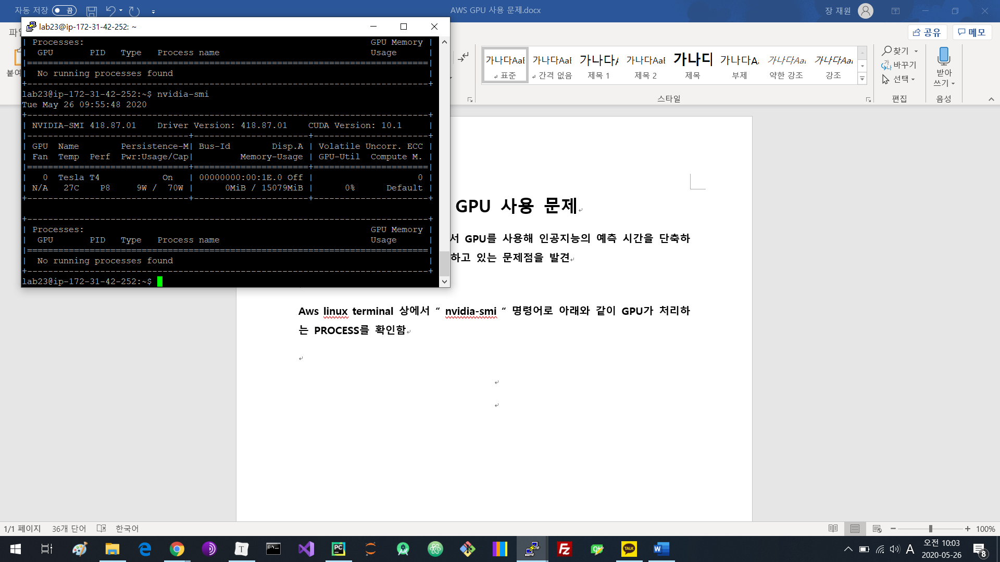 자동 저장 끔
AWS GPU 사용 문제.docx
장 재원
lab23@ip-172-31-42-252: ~
공유
메모
| Processes:                                                       GPU Memory |
|  GPU       PID   Type   Process name                             Usage      |
|=============================================================================|
|  No running processes found                                                 |
+-----------------------------------------------------------------------------+
lab23@ip-172-31-42-252:~$ nvidia-smi
Tue May 26 09:55:48 2020
+-----------------------------------------------------------------------------+
| NVIDIA-SMI 418.87.01    Driver Version: 418.87.01    CUDA Version: 10.1     |
|-------------------------------+----------------------+----------------------+
| GPU  Name        Persistence-M| Bus-Id        Disp.A | Volatile Uncorr. ECC |
| Fan  Temp  Perf  Pwr:Usage/Cap|         Memory-Usage | GPU-Util  Compute M. |
|===============================+======================+======================|
|   0  Tesla T4            On   | 00000000:00:1E.0 Off |                    0 |
| N/A   27C    P8     9W /  70W |      0MiB / 15079MiB |      0%      Default |
+-------------------------------+----------------------+----------------------+
+-----------------------------------------------------------------------------+
| Processes:                                                       GPU Memory |
|  GPU       PID   Type   Process name                             Usage      |
|=============================================================================|
|  No running processes found                                                 |
+-----------------------------------------------------------------------------+
lab23@ip-172-31-42-252:~$
가나다AaB 가나다AaB 가나다A 가나다AaB 가나다 가나다Aa 가나다AaB 가나다AaB
표준 간격 없음 제목 1 제목 2 제목 부제 약한 강조 강조
스타일
찾기
바꾸기
선택
편집
받아
쓰기
음성
GPU 사용 문제
서 GPU를 사용해 인공지능의 예측 시간을 단축하
하고 있는 문제점을 발견
Aws linux terminal 상에서 “ nvidia-smi “ 명령어로 아래와 같이 GPU가 처리하
는 PROCESS를 확인함
1/1 페이지 36개 단어 한국어
100%
A
오전 10:03
2020-05-26
8